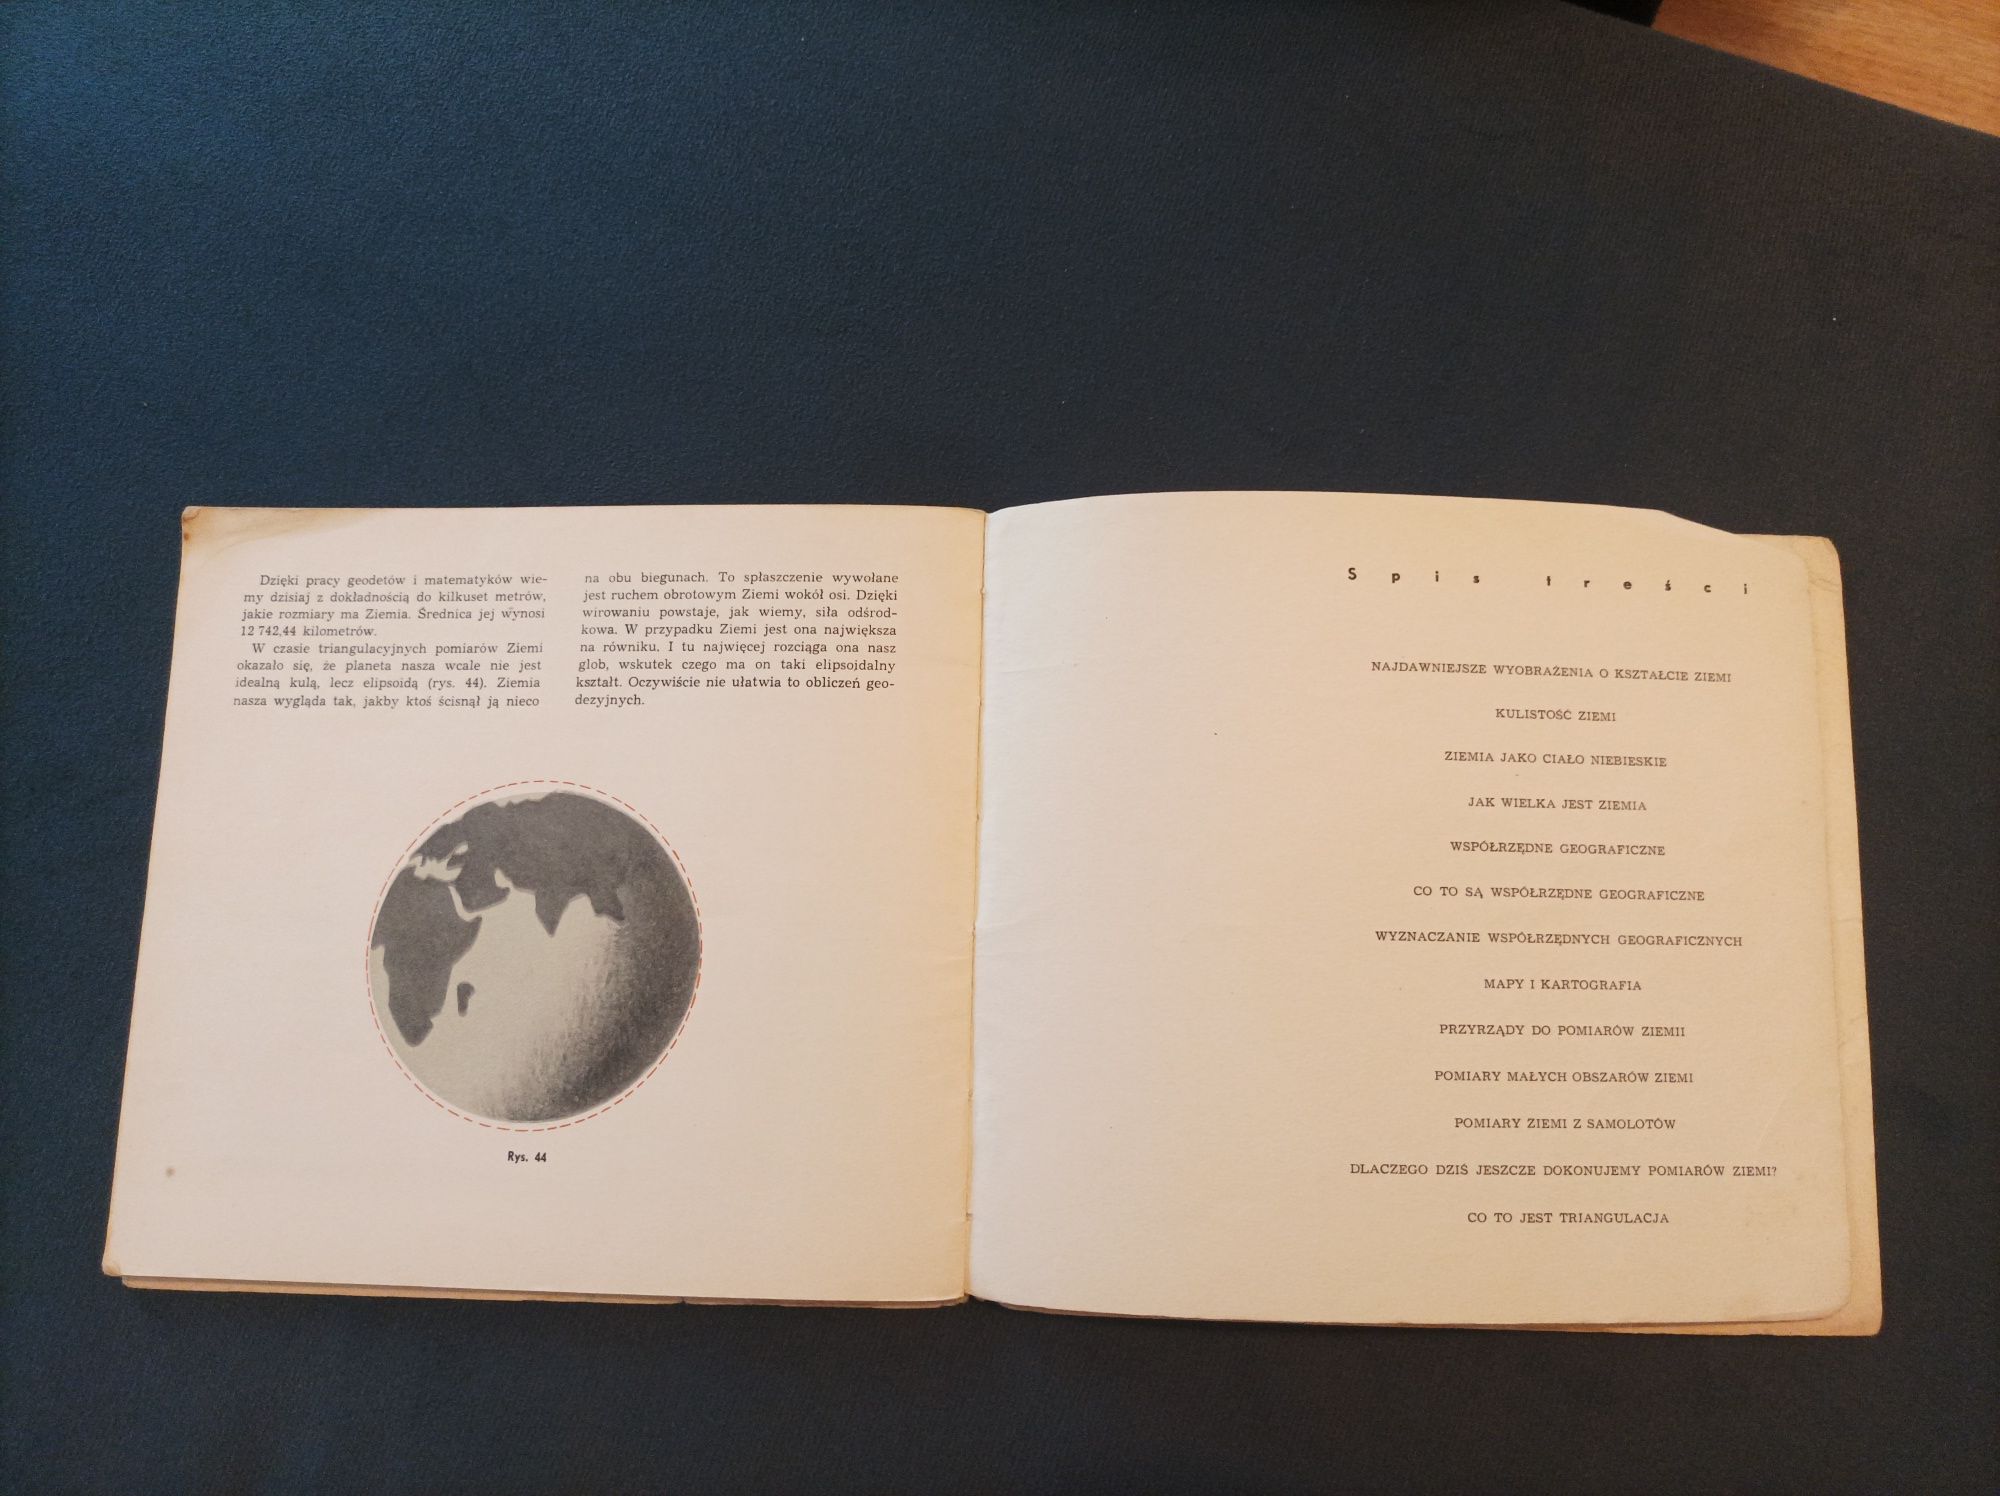 Dzięki pracy geodetów i matematyków wie-
my dzisiaj z dokładnością do kilkuset metrów,
jakie rozmiary ma Ziemia. Średnica jej wynosi
12 742,44 kilometrów.
W czasie triangulacyjnych pomiarów Ziemi
okazało się, że planeta nasza wcale nie jest
idealną kulą, lecz elipsoidą (rys. 44). Ziemia
nasza wygląda tak, jakby ktoś ścisnął ją nieco
na obu biegunach. To spłaszczenie wywołane
jest ruchem obrotowym Ziemi wokół osi. Dzięki
wirowaniu powstaje, jak wiemy, siła odśrod-
kowa. W przypadku Ziemi jest ona największa
na równiku. I tu najwięcej rozciąga ona nasz
glob, wskutek czego ma on taki elipsoidalny
kształt. Oczywiście nie ułatwia to obliczeń geo-
dezyjnych.
Rys. 44
Spis treści
NAJDAWNIEJSZE WYOBRAŻENIA O KSZTAŁCIE ZIEMI
KULISTOŚĆ ZIEMI
ZIEMIA JAKO CIAŁO NIEBIESKIE
JAK WIELKA JEST ZIEMIA
WSPÓŁRZĘDNE GEOGRAFICZNE
CO TO SĄ WSPÓŁRZĘDNE GEOGRAFICZNE
WYZNACZANIE WSPÓŁRZĘDNYCH GEOGRAFICZNYCH
MAPY I KARTOGRAFIA
PRZYRZĄDY DO POMIARÓW ZIEMII
POMIARY MAŁYCH OBSZARÓW ZIEMI
POMIARY ZIEMI Z SAMOLOTÓW
DLACZEGO DZIŚ JESZCZE DOKONUJEMY POMIARÓW ZIEMI?
CO TO JEST TRIANGULACJA